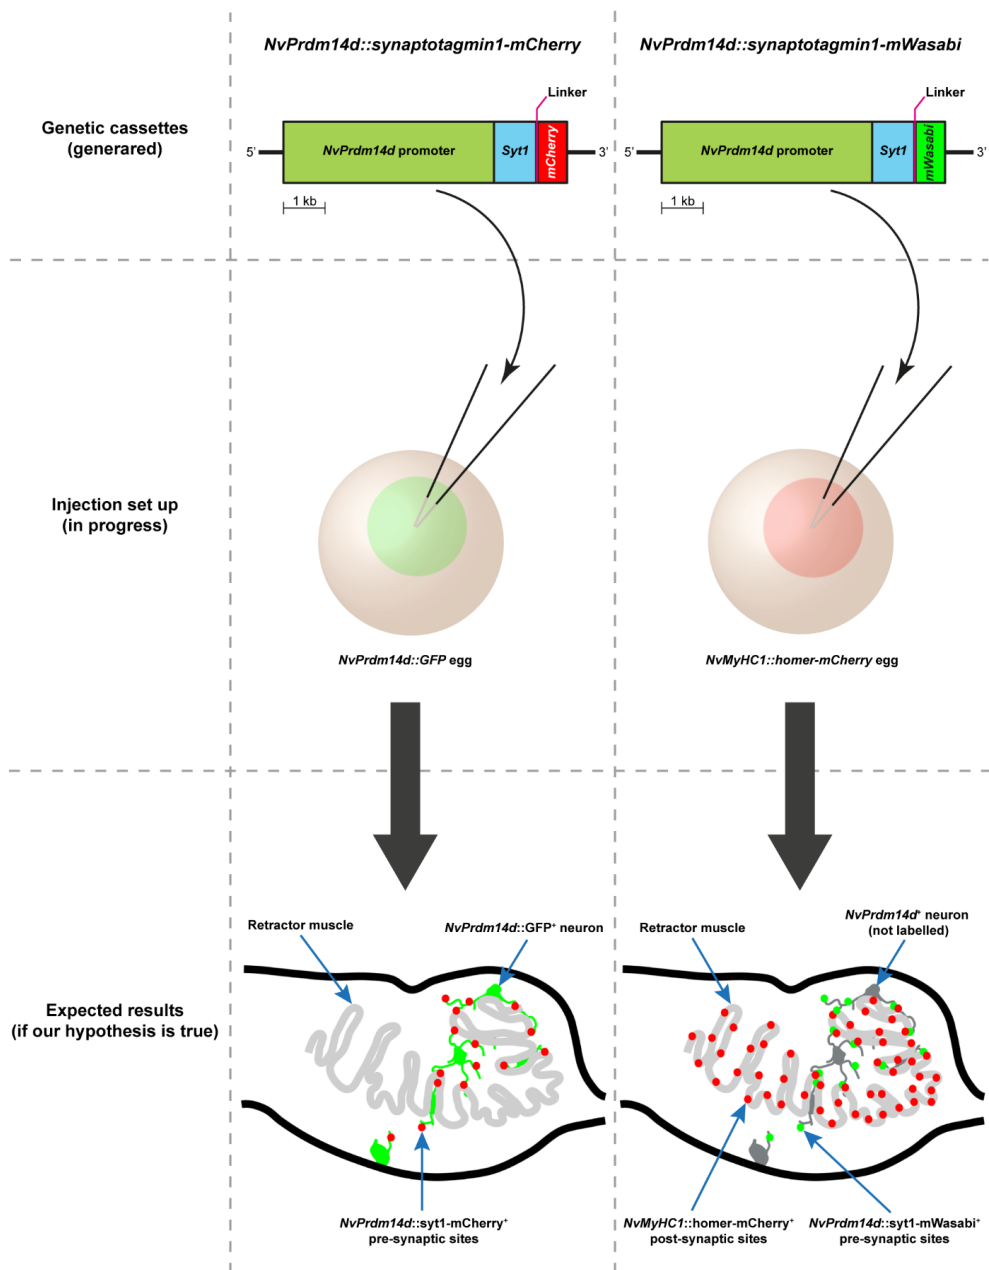 NvPrdm14d::synaptotagmin1-mCherry
NvPrdm14d::synaptotagmin1-mWasabi
Genetic cassettes
(generared)
Linker
5'
NvPrdm14d promoter
Syt1
mCherry
3'
1 kb
Linker
5'
NvPrdm14d promoter
Syt1
mWasabi
3'
1 kb
Injection set up
(in progress)
NvPrdm14d::GFP egg
NvMyHC1::homer-mCherry egg
Expected results
(if our hypothesis is true)
Retractor muscle
NvPrdm14d::GFP⁺ neuron
NvPrdm14d::syt1-mCherry⁺
pre-synaptic sites
Retractor muscle
NvPrdm14d⁺ neuron
(not labelled)
NvMyHC1::homer-mCherry⁺
post-synaptic sites
NvPrdm14d::syt1-mWasabi⁺
pre-synaptic sites